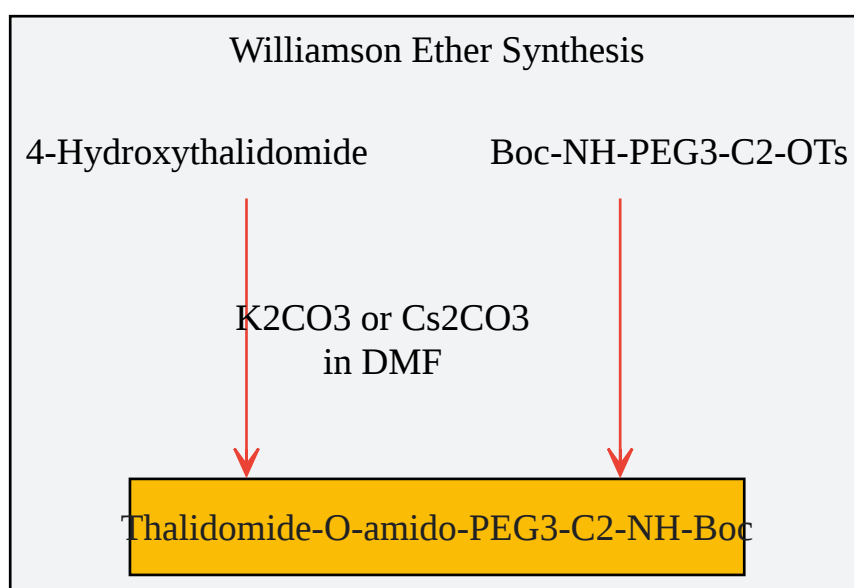 Williamson Ether Synthesis
4-Hydroxythalidomide
Boc-NH-PEG3-C2-OTs
K2CO3 or Cs2CO3
in DMF
Thalidomide-O-amido-PEG3-C2-NH-Boc